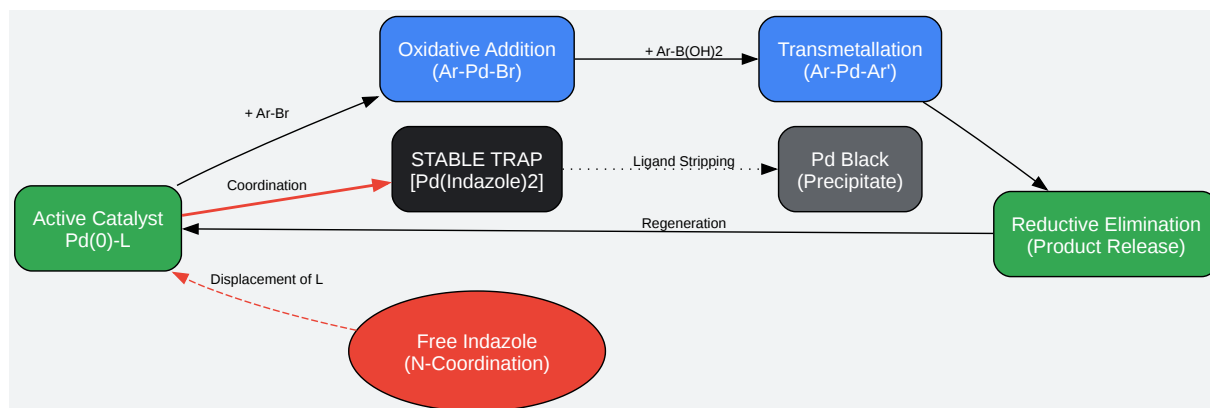 Oxidative Addition
(Ar-Pd-Br)
+ Ar-B(OH)2
Transmetallation
(Ar-Pd-Ar')
+ Ar-Br
STABLE TRAP
[Pd(Indazole)2]
Ligand Stripping
Pd Black
(Precipitate)
Coordination
Active Catalyst
Pd(0)-L
Regeneration
Reductive Elimination
(Product Release)
Displacement of L
Free Indazole
(N-Coordination)